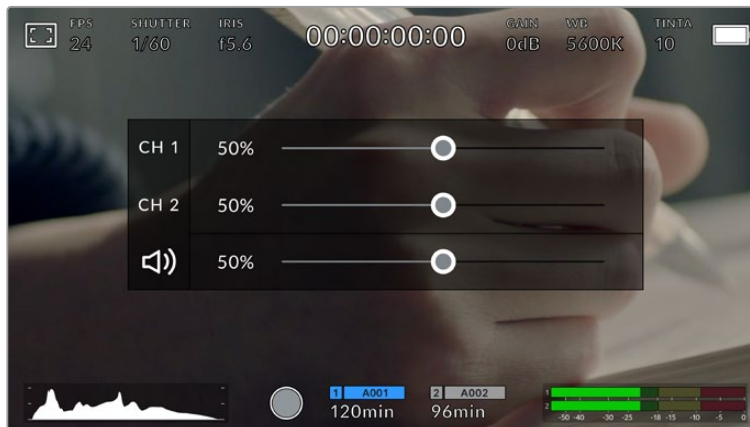 FPS SHUTTER IRIS GAIN WB TINTA
24 1/60 f5.6 00:00:00:00 0dB 5600K 10
CH 1 50%
CH 2 50%
50%
1 A001 2 A002
120min 96min
1
2
-50 -40 -30 -25 -18 -15 -10 -5 0